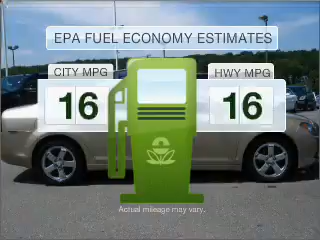 EPA FUEL ECONOMY ESTIMATES
CITY MPG
HWY MPG
16
16
Actual mileage may vary.